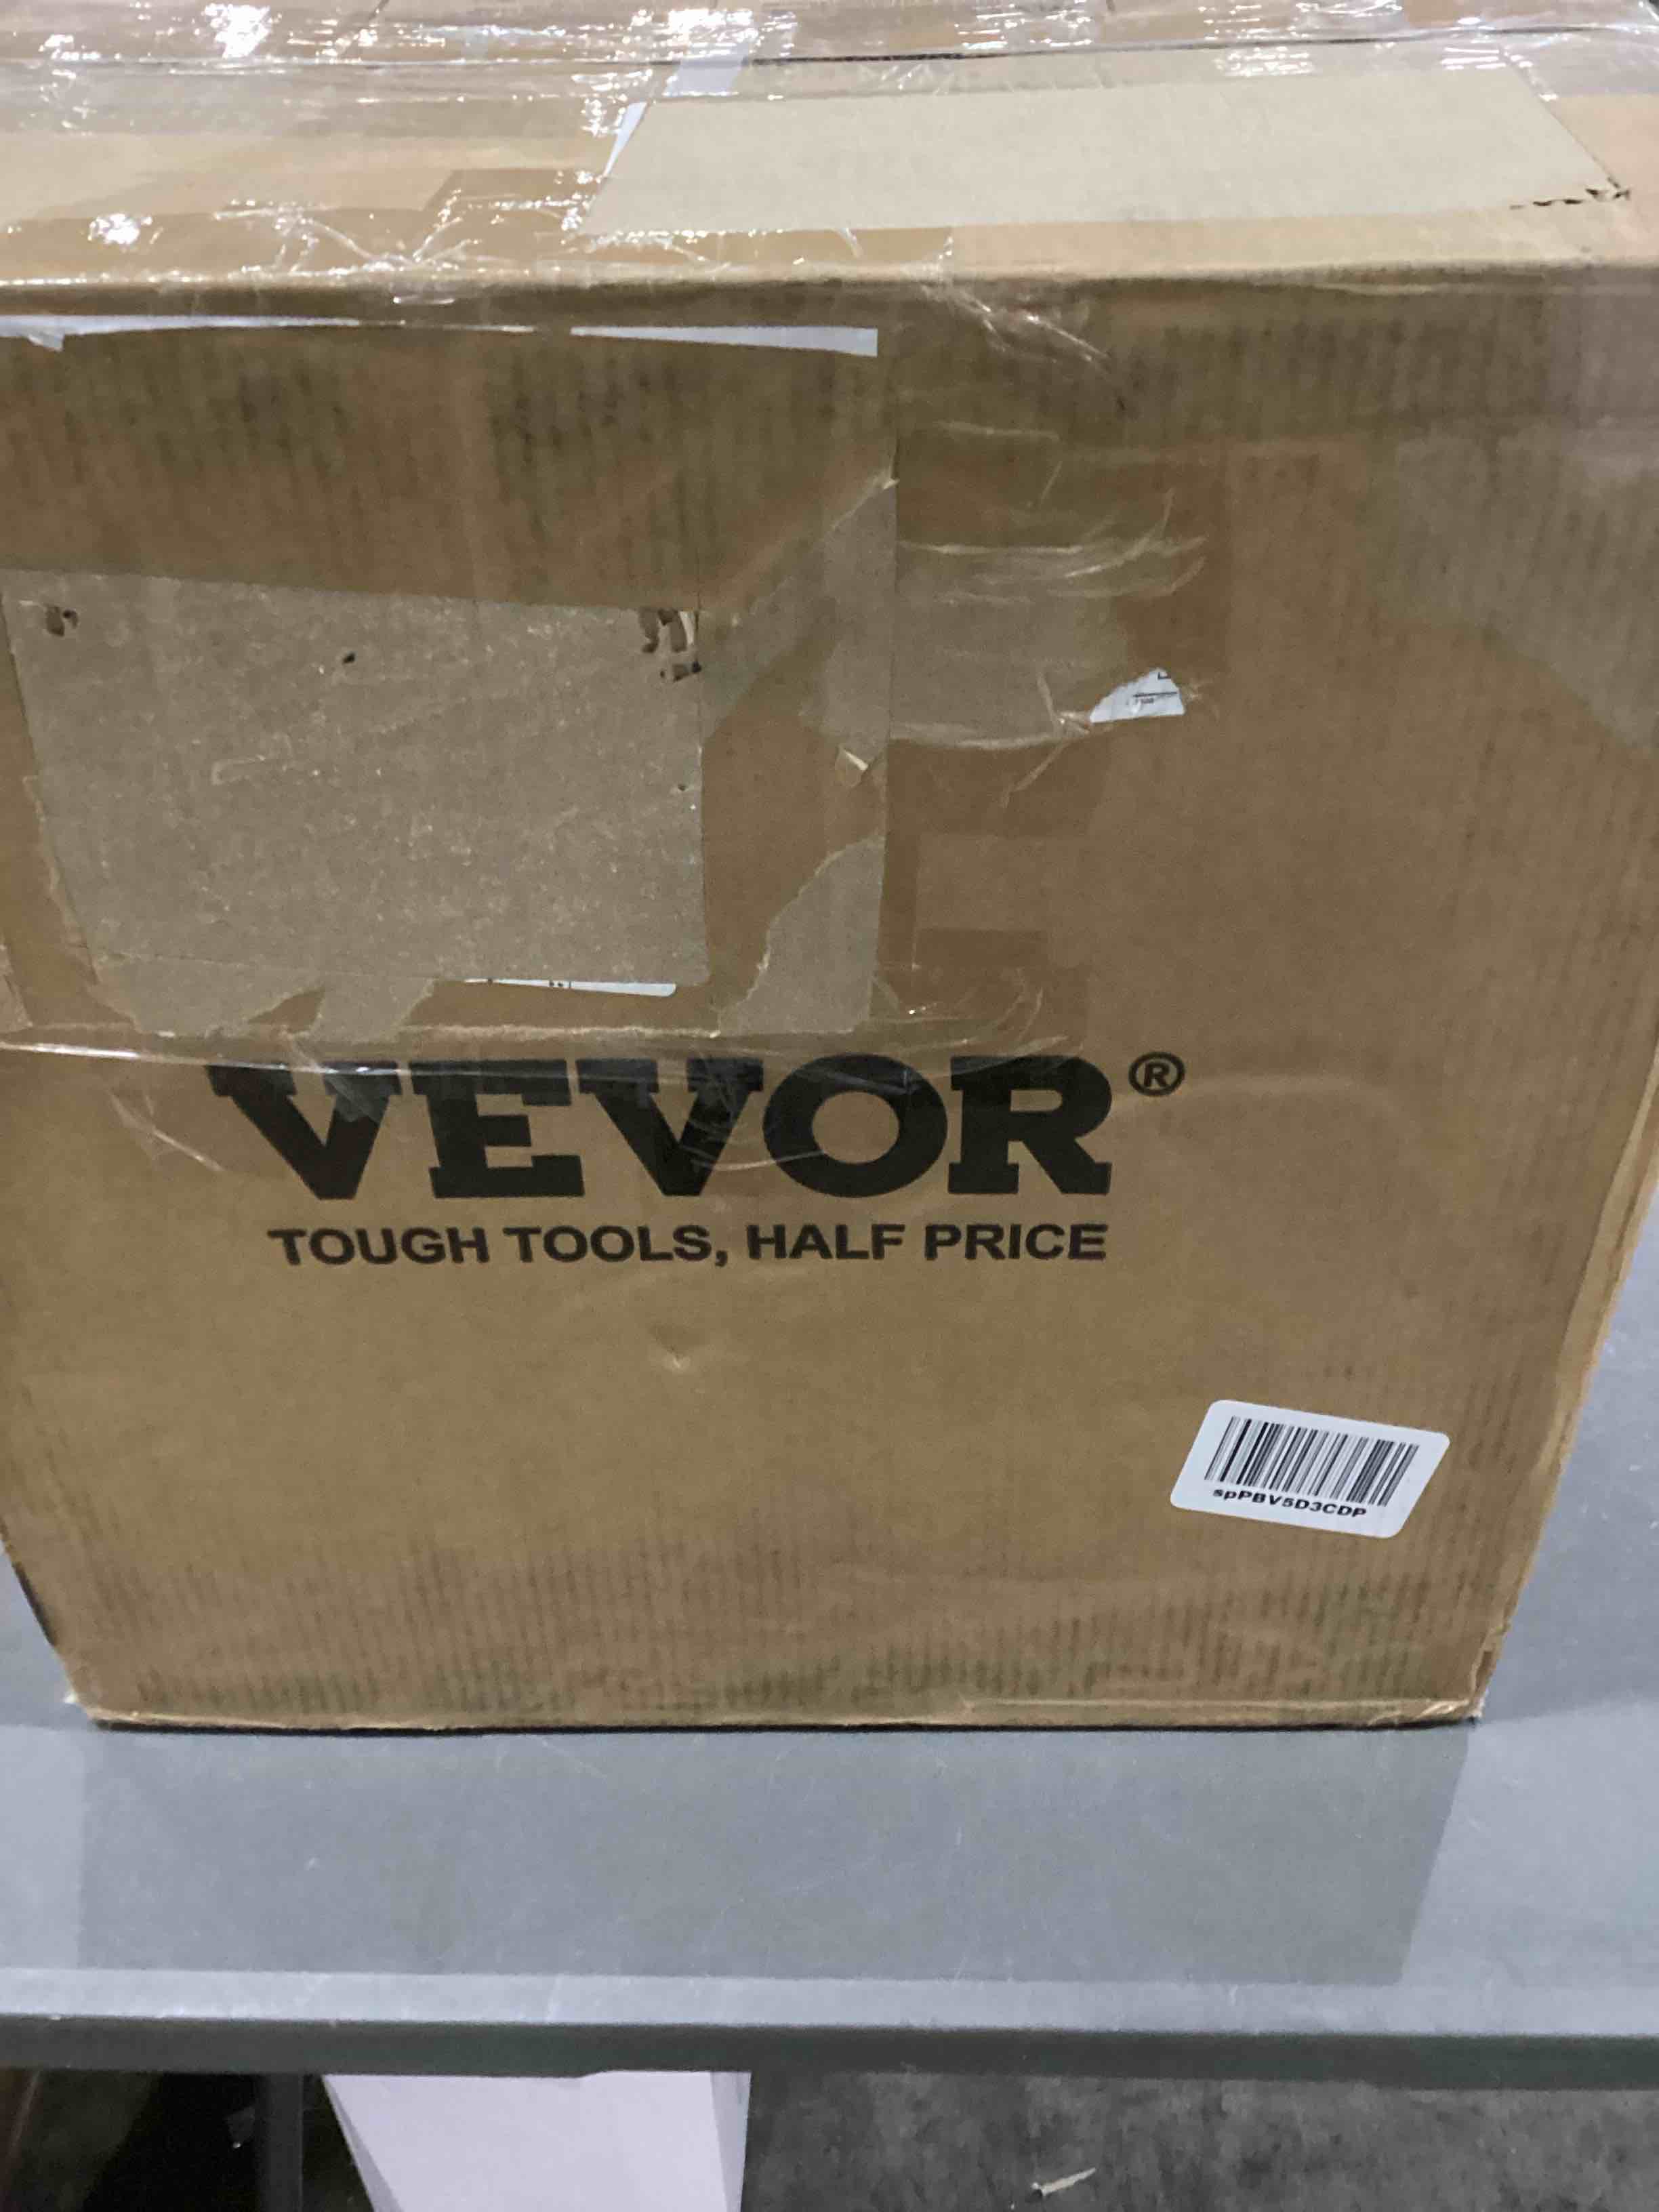 VEVOR®
TOUGH TOOLS, HALF PRICE
spPBV5D3CDP